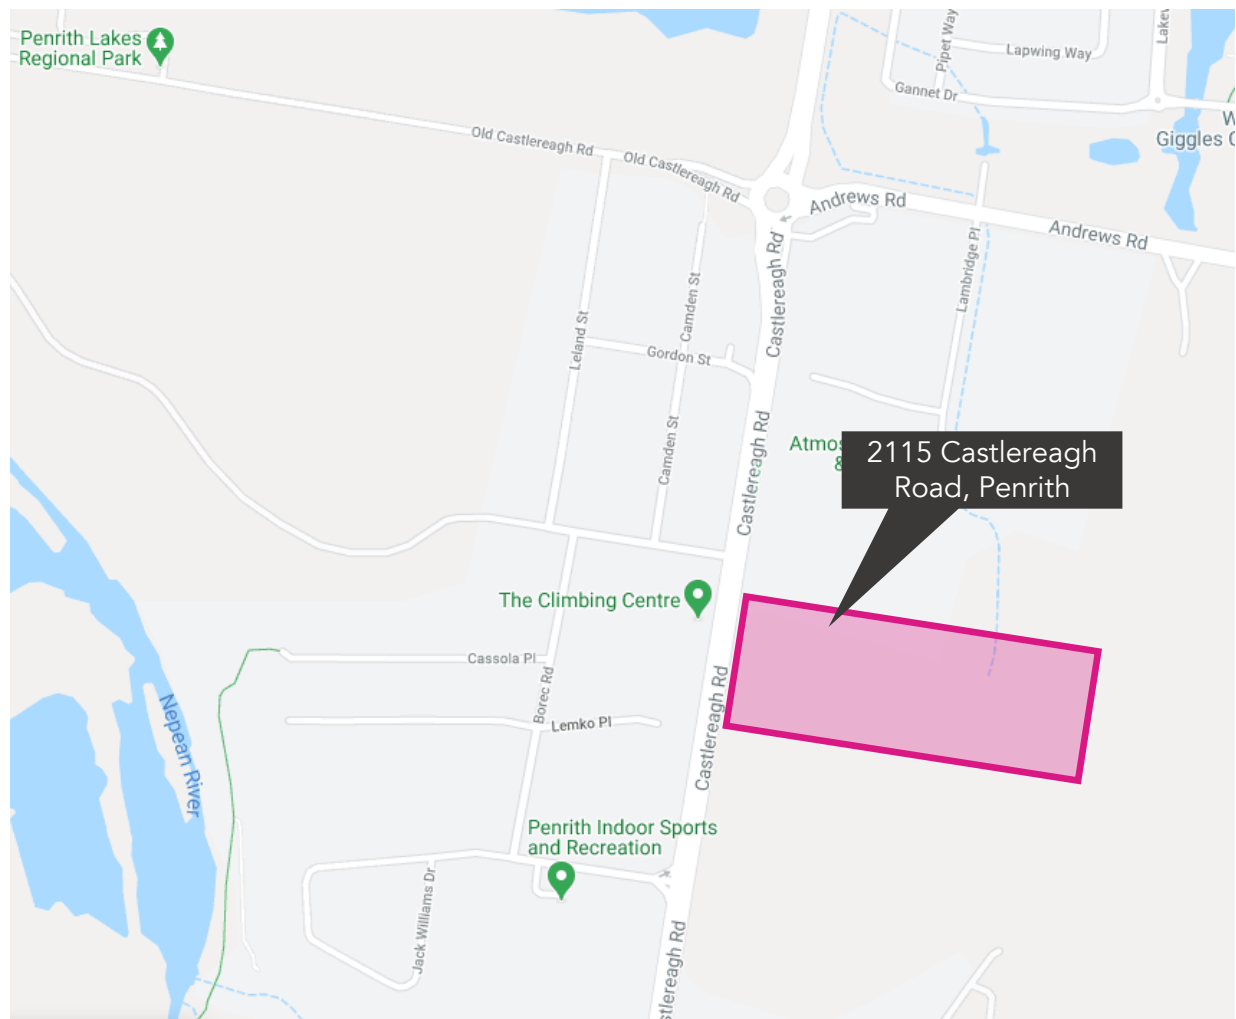 Penrith Lakes
Regional Park
Pipet Way
Lapwing Way
Gannet Dr
Giggles
Old Castlereagh Rd
Old Castlereagh Rd
Andrews Rd
Andrews Rd
Castlereagh Rd
Lambridge Pl
Camden St
Leland St
Gordon St
Camden St
Castlereagh Rd
2115 Castlereagh
Road, Penrith
The Climbing Centre
Cassola Pl
Borec Rd
Lemko Pl
Castlereagh Rd
Nepean River
Penrith Indoor Sports
and Recreation
Jack Williams Dr
stlereagh Rd